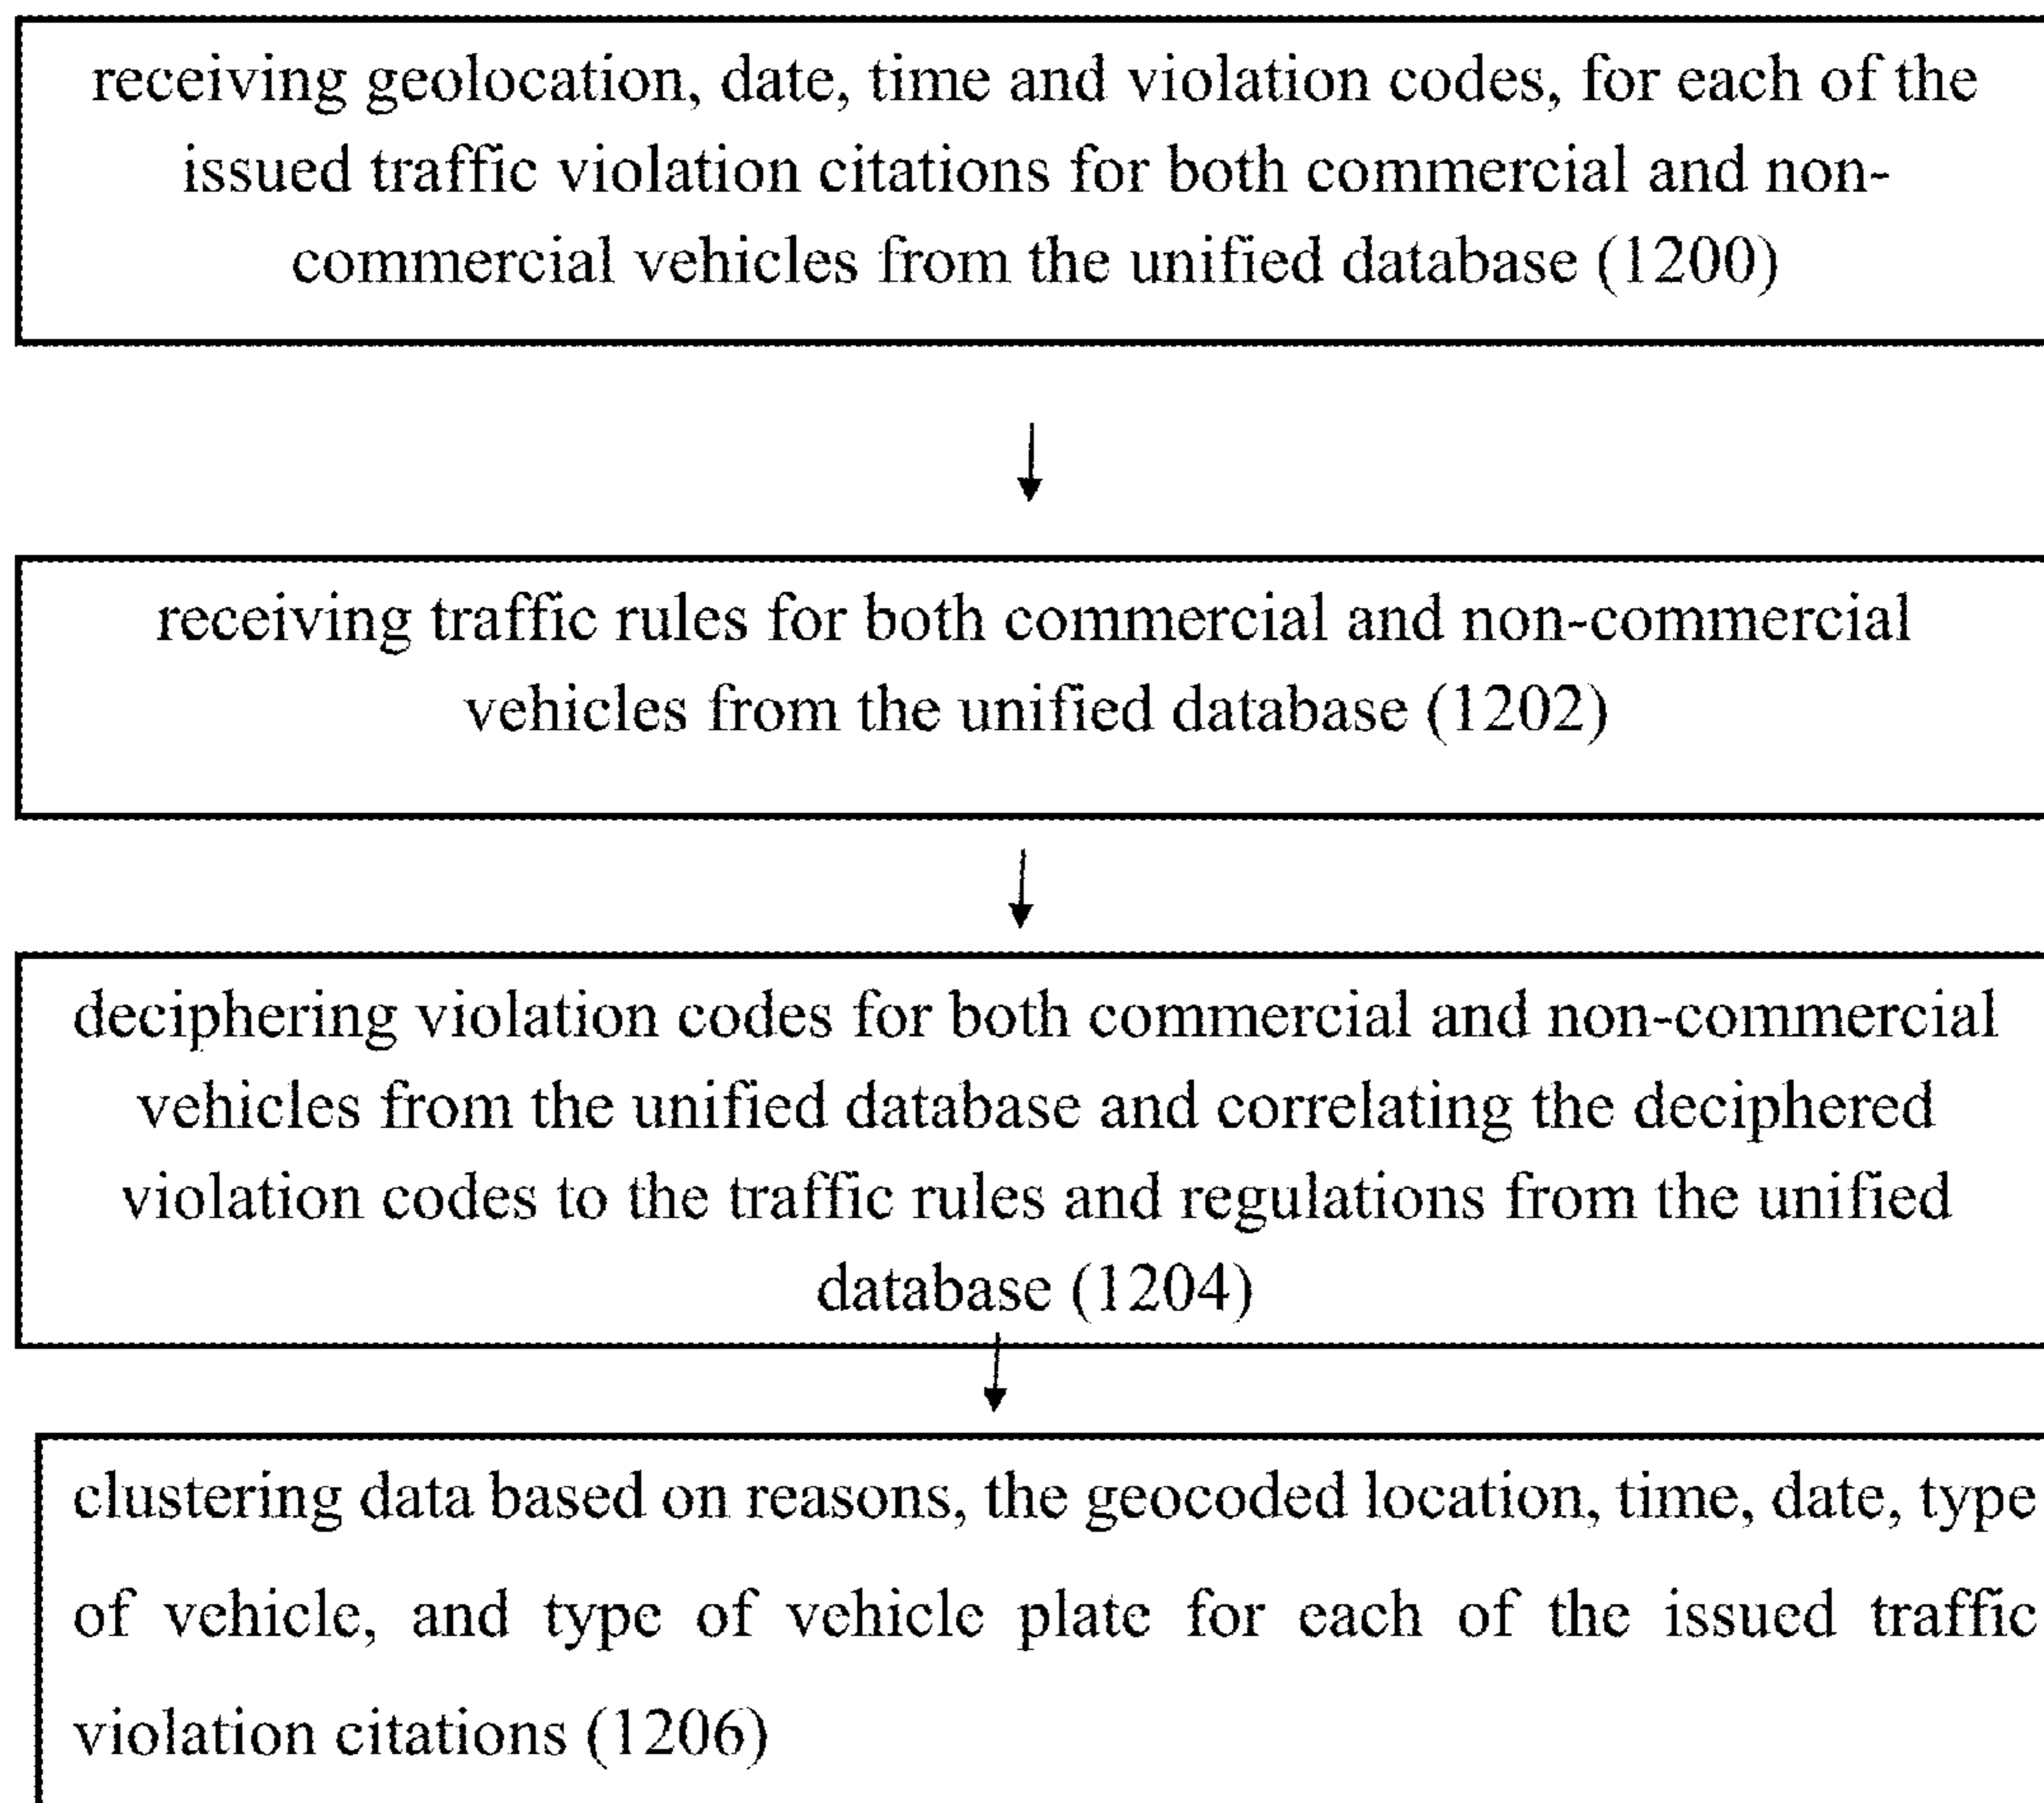 receiving geolocation, date, time and violation codes, for each of the
issued traffic violation citations for both commercial and non-
commercial vehicles from the unified database (1200)
receiving traffic rules for both commercial and non-commercial
vehicles from the unified database (1202)
deciphering violation codes for both commercial and non-commercial
vehicles from the unified database and correlating the deciphered
violation codes to the traffic rules and regulations from the unified
database (1204)
clustering data based on reasons, the geocoded location, time, date, type
of vehicle, and type of vehicle plate for each of the issued traffic
violation citations (1206)